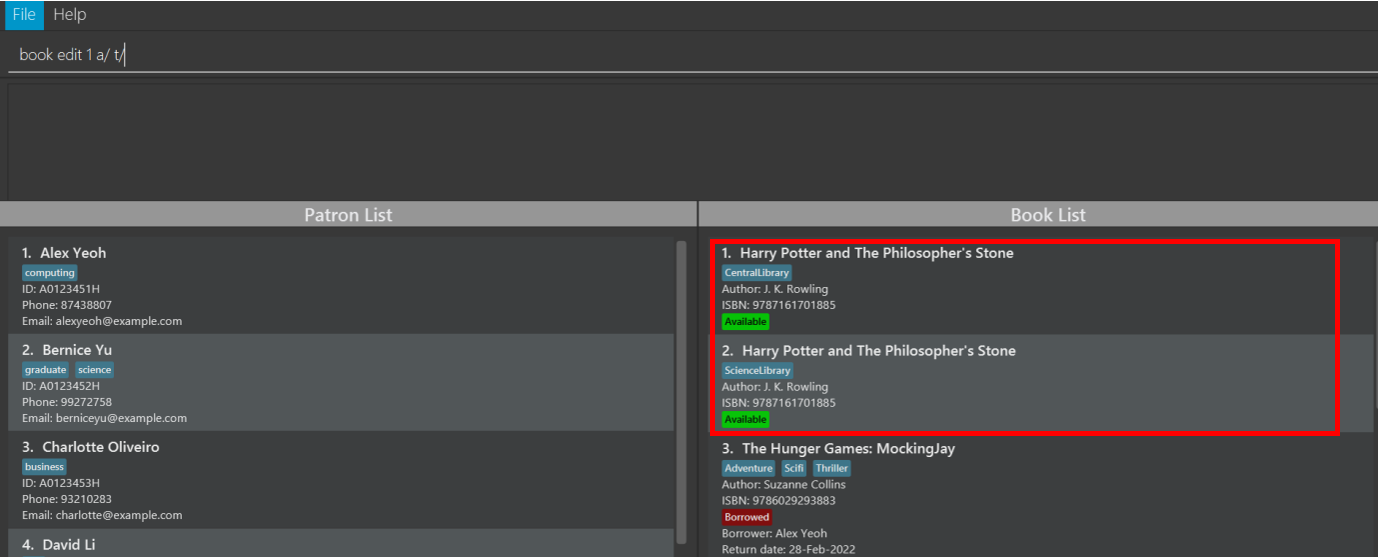 File Help
book edit 1 a/ t/
Patron List
1. Alex Yeoh
computing
ID: A0123451H
Phone: 87438807
Email: alexyeoh@example.com
2. Bernice Yu
graduate science
ID: A0123452H
Phone: 99272758
Email: berniceyu@example.com
3. Charlotte Oliveiro
business
ID: A0123453H
Phone: 93210283
Email: charlotte@example.com
4. David Li
Book List
1. Harry Potter and The Philosopher's Stone
CentralLibrary
Author: J. K. Rowling
ISBN: 9787161701885
Available
2. Harry Potter and The Philosopher's Stone
ScienceLibrary
Author: J. K. Rowling
ISBN: 9787161701885
Available
3. The Hunger Games: MockingJay
Adventure Scifi Thriller
Author: Suzanne Collins
ISBN: 9786029293883
Borrowed
Borrower: Alex Yeoh
Return date: 28-Feb-2022